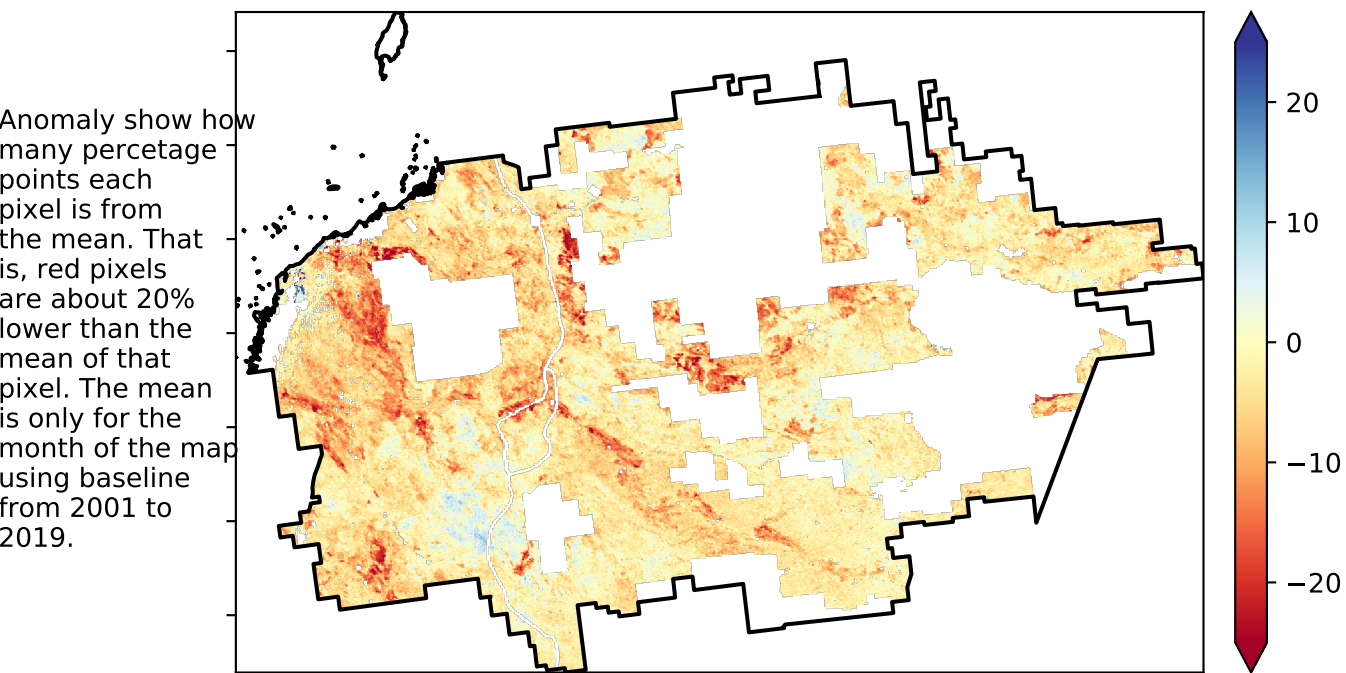 Anomaly show how
many percetage
points each
pixel is from
the mean. That
is, red pixels
are about 20%
lower than the
mean of that
pixel. The mean
is only for the
month of the map
using baseline
from 2001 to
2019.
20
10
0
−10
−20